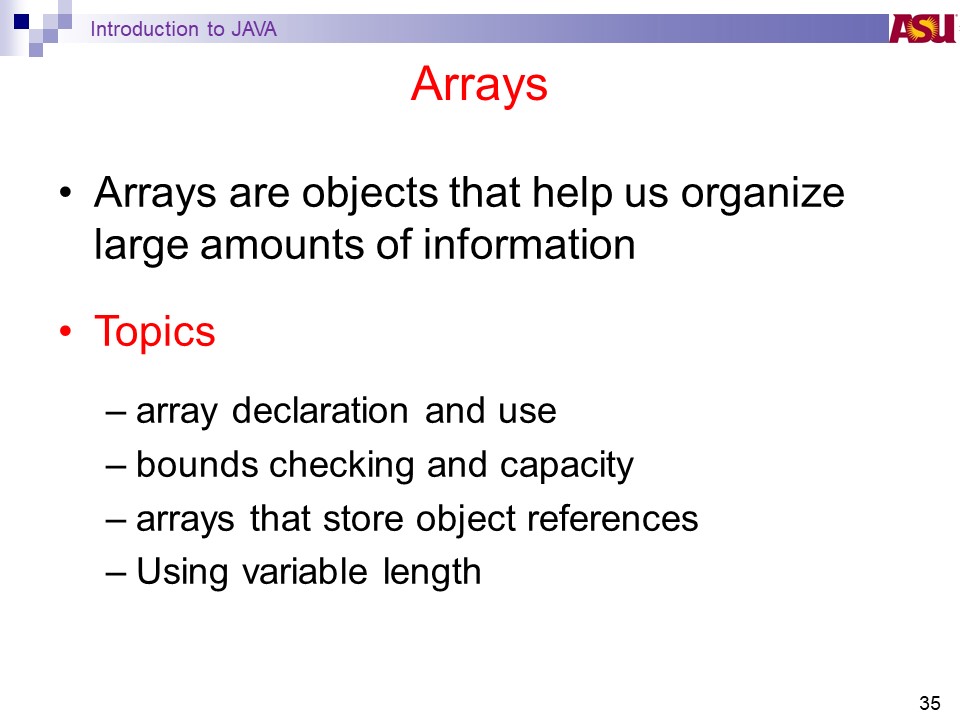 Introduction to JAVA
ASU
Arrays
• Arrays are objects that help us organize
large amounts of information
• Topics
– array declaration and use
– bounds checking and capacity
– arrays that store object references
– Using variable length
35